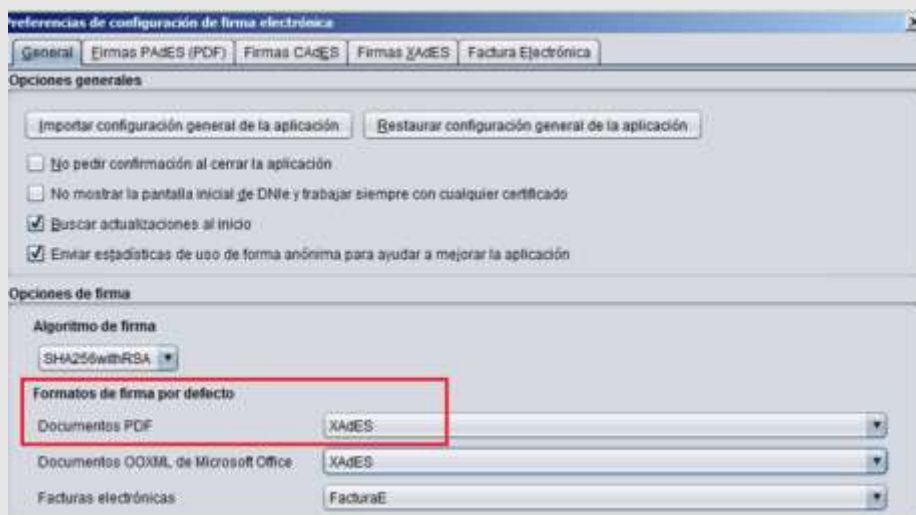 Preferencias de configuración de firma electrónica
General Firmas PAdES (PDF) Firmas CAdES Firmas XAdES Factura Electrónica
Opciones generales
Importar configuración general de la aplicación Restaurar configuración general de la aplicación
No pedir confirmación al cerrar la aplicación
No mostrar la pantalla inicial de DNIe y trabajar siempre con cualquier certificado
Buscar actualizaciones al inicio
Enviar estadísticas de uso de forma anónima para ayudar a mejorar la aplicación
Opciones de firma
Algoritmo de firma
SHA256withRSA
Formatos de firma por defecto
Documentos PDF XAdES
Documentos OOXML de Microsoft Office XAdES
Facturas electrónicas FacturaE